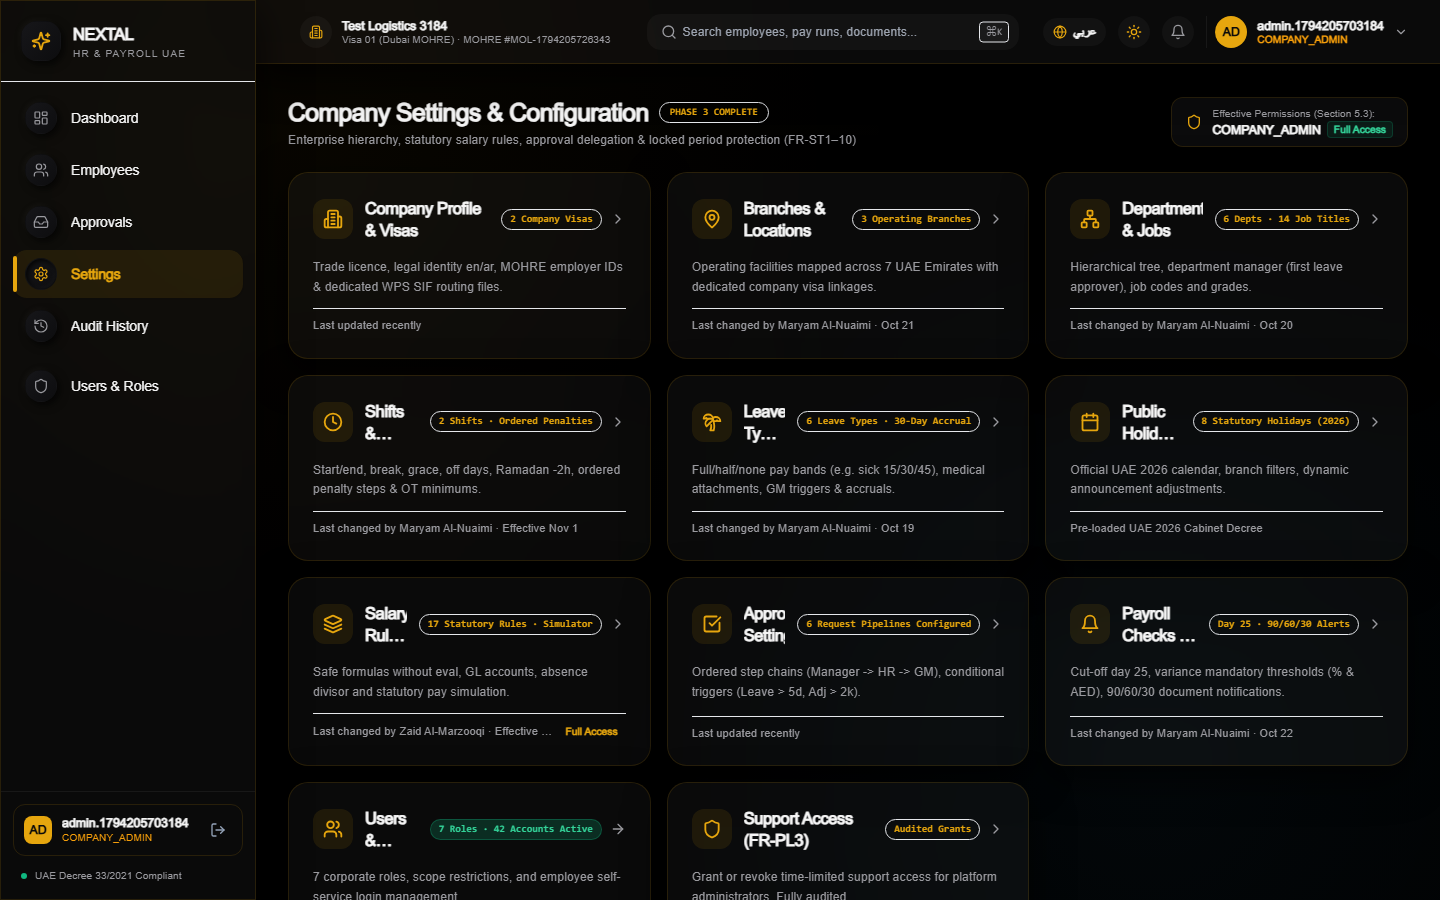 NEXTAL
HR & PAYROLL UAE
Dashboard
Employees
Approvals
Settings
Audit History
Users & Roles
AD
admin.1794205703184
COMPANY_ADMIN
UAE Decree 33/2021 Compliant
Test Logistics 3184
Visa 01 (Dubai MOHRE) · MOHRE #MOL-1794205726343
Search employees, pay runs, documents...
⌘K
عربي
AD
admin.1794205703184
COMPANY_ADMIN
Company Settings & Configuration
PHASE 3 COMPLETE
Enterprise hierarchy, statutory salary rules, approval delegation & locked period protection (FR-ST1–10)
Effective Permissions (Section 5.3):
COMPANY_ADMIN Full Access
Company Profile
& Visas
2 Company Visas
Trade licence, legal identity en/ar, MOHRE employer IDs
& dedicated WPS SIF routing files.
Last updated recently
Branches &
Locations
3 Operating Branches
Operating facilities mapped across 7 UAE Emirates with
dedicated company visa linkages.
Last changed by Maryam Al-Nuaimi · Oct 21
Department
& Jobs
6 Depts · 14 Job Titles
Hierarchical tree, department manager (first leave
approver), job codes and grades.
Last changed by Maryam Al-Nuaimi · Oct 20
Shifts
&...
2 Shifts · Ordered Penalties
Start/end, break, grace, off days, Ramadan -2h, ordered
penalty steps & OT minimums.
Last changed by Maryam Al-Nuaimi · Effective Nov 1
Leave
Ty...
6 Leave Types · 30-Day Accrual
Full/half/none pay bands (e.g. sick 15/30/45), medical
attachments, GM triggers & accruals.
Last changed by Maryam Al-Nuaimi · Oct 19
Public
Holid...
8 Statutory Holidays (2026)
Official UAE 2026 calendar, branch filters, dynamic
announcement adjustments.
Pre-loaded UAE 2026 Cabinet Decree
Salary
Rul...
17 Statutory Rules · Simulator
Safe formulas without eval, GL accounts, absence
divisor and statutory pay simulation.
Last changed by Zaid Al-Marzooqi · Effective ...
Full Access
Appro
Setting
6 Request Pipelines Configured
Ordered step chains (Manager -> HR -> GM), conditional
triggers (Leave > 5d, Adj > 2k).
Last updated recently
Payroll
Checks ...
Day 25 · 90/60/30 Alerts
Cut-off day 25, variance mandatory thresholds (% &
AED), 90/60/30 document notifications.
Last changed by Maryam Al-Nuaimi · Oct 22
Users
&...
7 Roles · 42 Accounts Active
7 corporate roles, scope restrictions, and employee self-
service login management.
Support Access
(FR-PL3)
Audited Grants
Grant or revoke time-limited support access for platform
administrators. Fully audited.